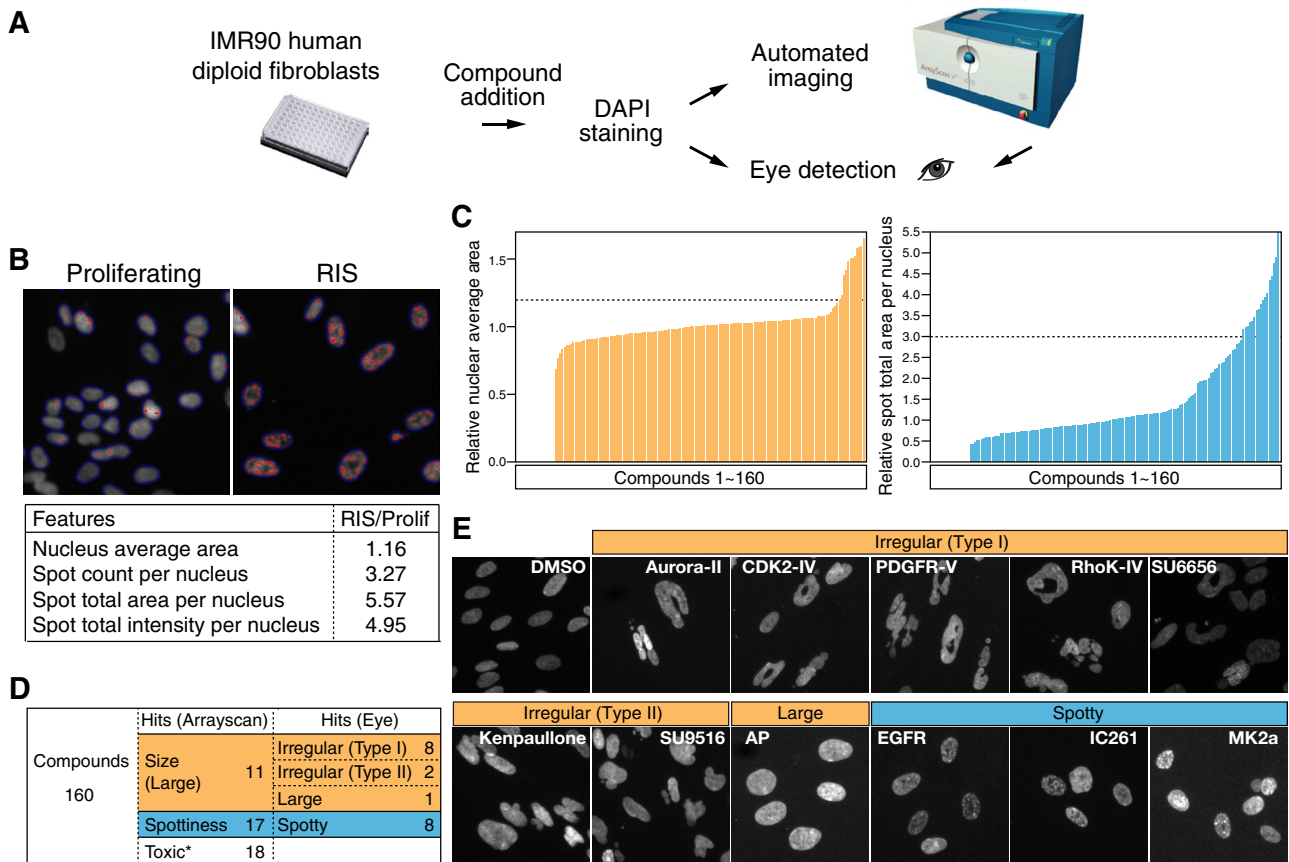 A
IMR90 human
diploid fibroblasts
Compound
addition
DAPI
staining
Automated
imaging
ArrayScan
Eye detection
B
Proliferating
RIS
Features RIS/Prolif
Nucleus average area 1.16
Spot count per nucleus 3.27
Spot total area per nucleus 5.57
Spot total intensity per nucleus 4.95
C
Relative nuclear average area
1.5
1.0
0.5
0.0
Compounds 1~160
Relative spot total area per nucleus
5.5
5.0
4.5
4.0
3.5
3.0
2.5
2.0
1.5
1.0
0.5
0.0
Compounds 1~160
D
Compounds
160
Hits (Arrayscan) Hits (Eye)
Size
(Large) 11
Irregular (Type I) 8
Irregular (Type II) 2
Large 1
Spottiness 17 Spotty 8
Toxic* 18
E
Irregular (Type I)
DMSO Aurora-II CDK2-IV PDGFR-V RhoK-IV SU6656
Irregular (Type II) Large Spotty
Kenpaullone SU9516 AP EGFR IC261 MK2a